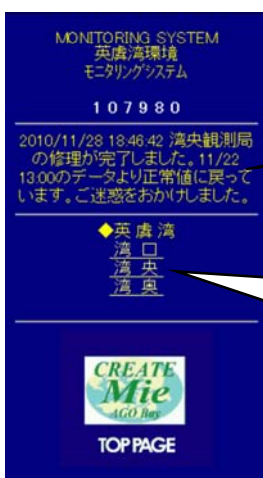 MONITORING SYSTEM
英虞湾環境
モニタリングシステム
107980
2010/11/28 18:46:42 湾央観測局
の修理が完了しました。11/22
13:00のデータより正常値に戻って
います。ご迷惑をおかけしました。
◆英虞湾
湾口
湾央
湾奥
CREATE
Mie
AGO Bay
TOP PAGE